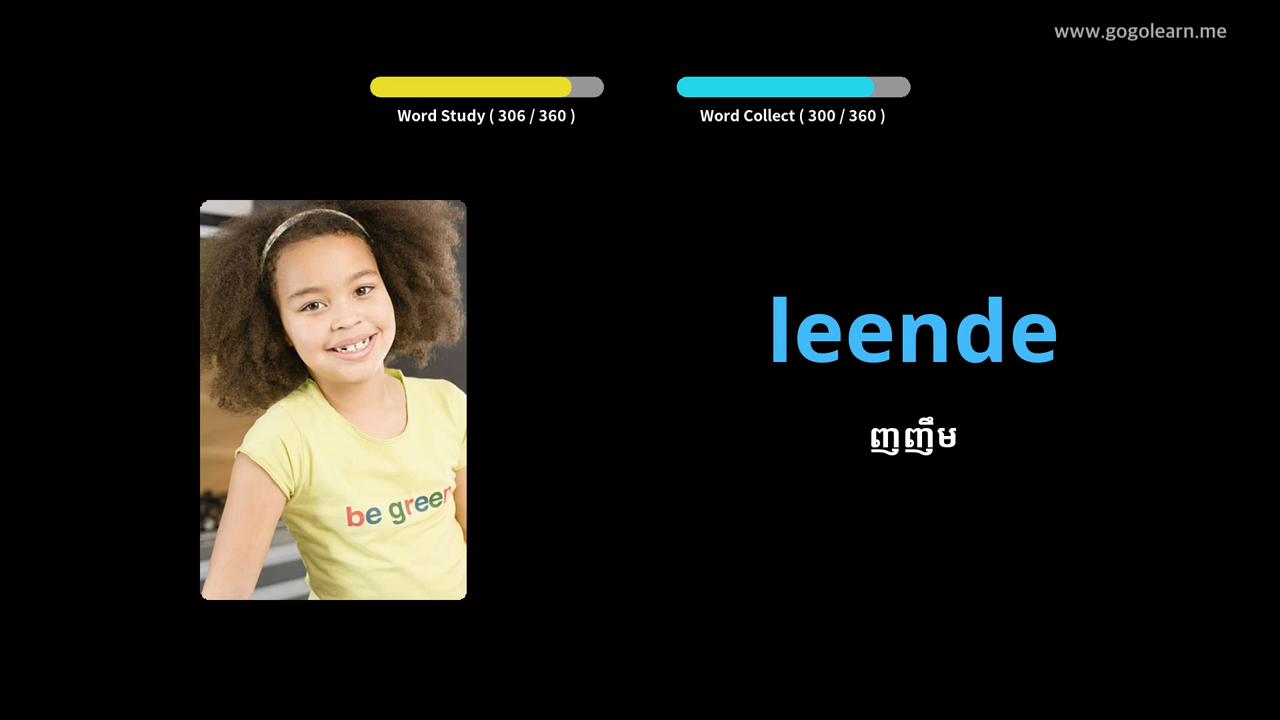 www.gogolearn.me
Word Study ( 306 / 360 )
Word Collect ( 300 / 360 )
leende
ញញឹម
be green